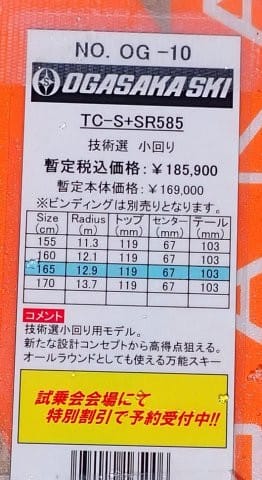 NO. OG -10
OGASAKA SKI
TC-S+SR585
技術選 小回り
暫定税込価格：￥185,900
暫定本体価格：￥169,000
※ビンディングは別売りとなります。
Size (cm) Radius (m) トップ (mm) センター (mm) テール (mm)
155 11.3 119 67 103
160 12.1 119 67 103
165 12.9 119 67 103
170 13.7 119 67 103
コメント
技術選小回り用モデル。
新たな設計コンセプトから高得点狙える。
オールラウンドとしても使える万能スキー
試乗会会場にて
特別割引で予約受付中!!